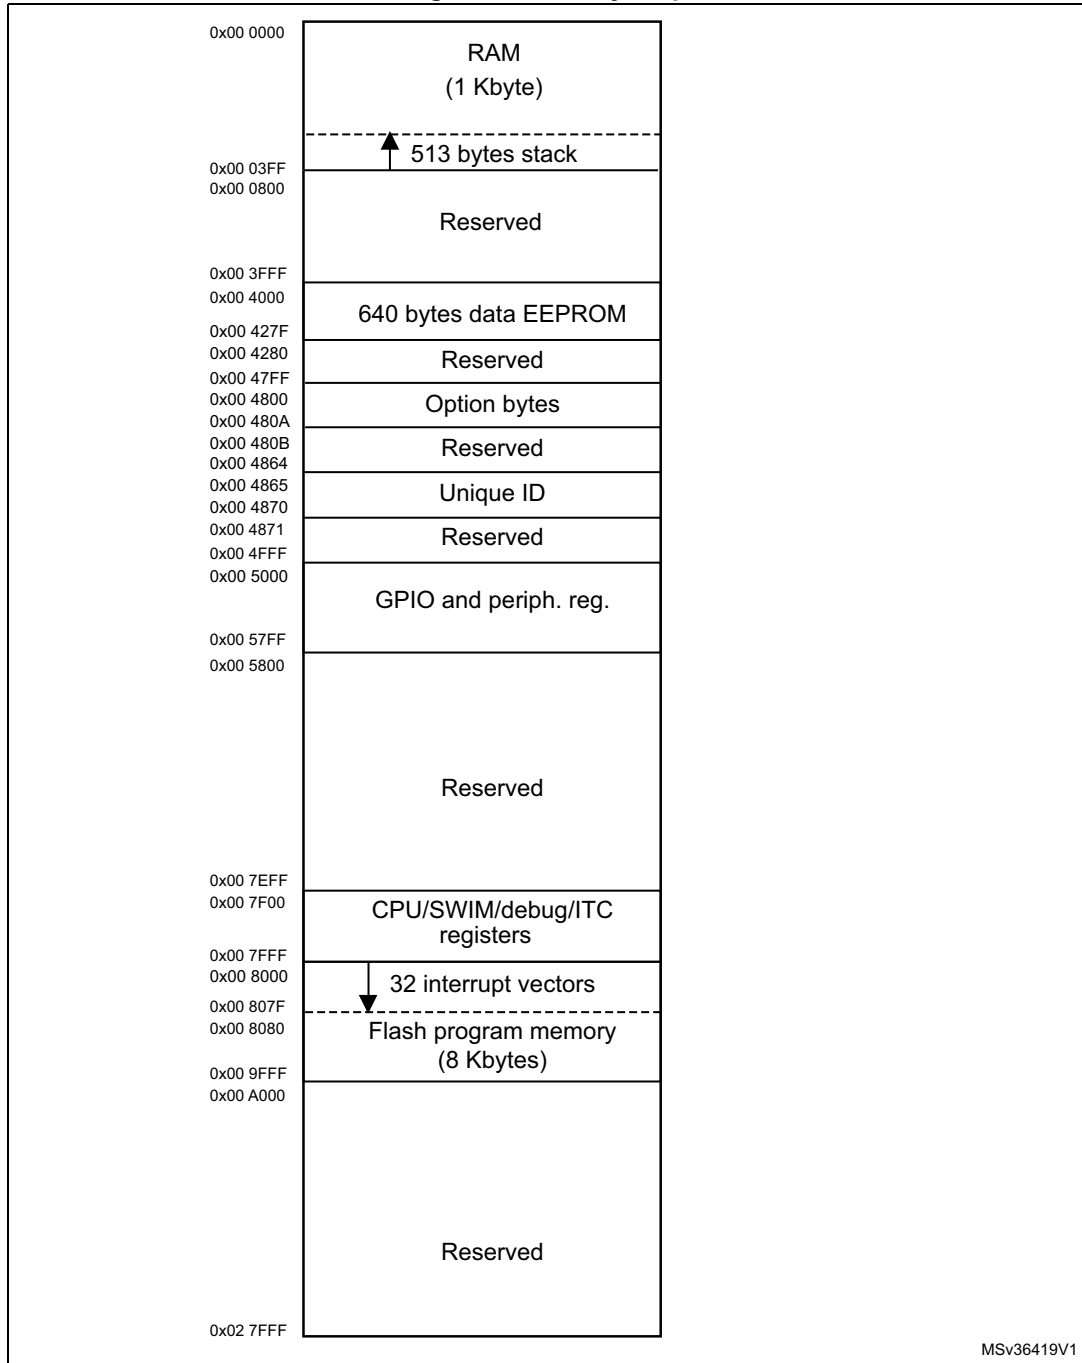 0x00 0000
RAM
(1 Kbyte)
513 bytes stack
0x00 03FF
0x00 0800
Reserved
0x00 3FFF
0x00 4000
640 bytes data EEPROM
0x00 427F
0x00 4280
Reserved
0x00 47FF
0x00 4800
Option bytes
0x00 480A
0x00 480B
Reserved
0x00 4864
0x00 4865
Unique ID
0x00 4870
0x00 4871
Reserved
0x00 4FFF
0x00 5000
GPIO and periph. reg.
0x00 57FF
0x00 5800
Reserved
0x00 7EFF
0x00 7F00
CPU/SWIM/debug/ITC
registers
0x00 7FFF
0x00 8000
32 interrupt vectors
0x00 807F
0x00 8080
Flash program memory
(8 Kbytes)
0x00 9FFF
0x00 A000
Reserved
0x02 7FFF
MSv36419V1